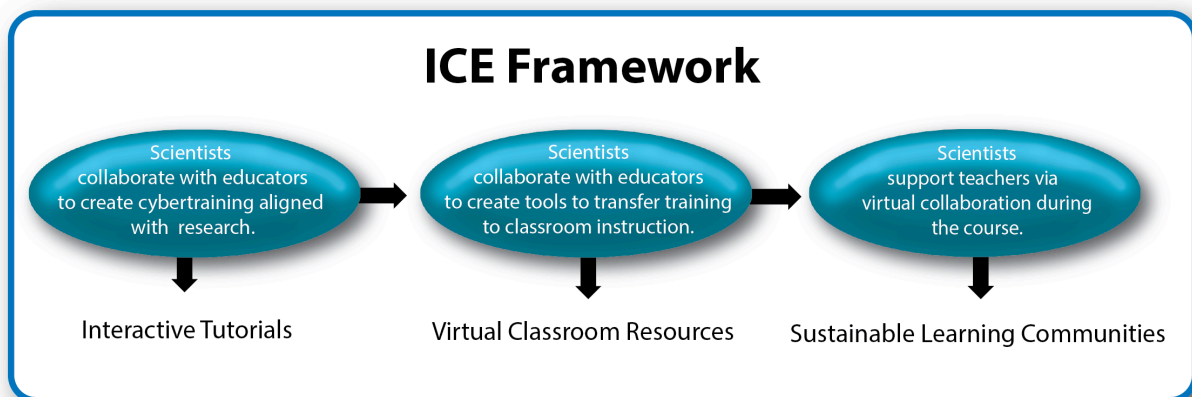 ICE Framework
Scientists
collaborate with educators
to create cybertraining aligned
with research.
Scientists
collaborate with educators
to create tools to transfer training
to classroom instruction.
Scientists
support teachers via
virtual collaboration during
the course.
Interactive Tutorials
Virtual Classroom Resources
Sustainable Learning Communities